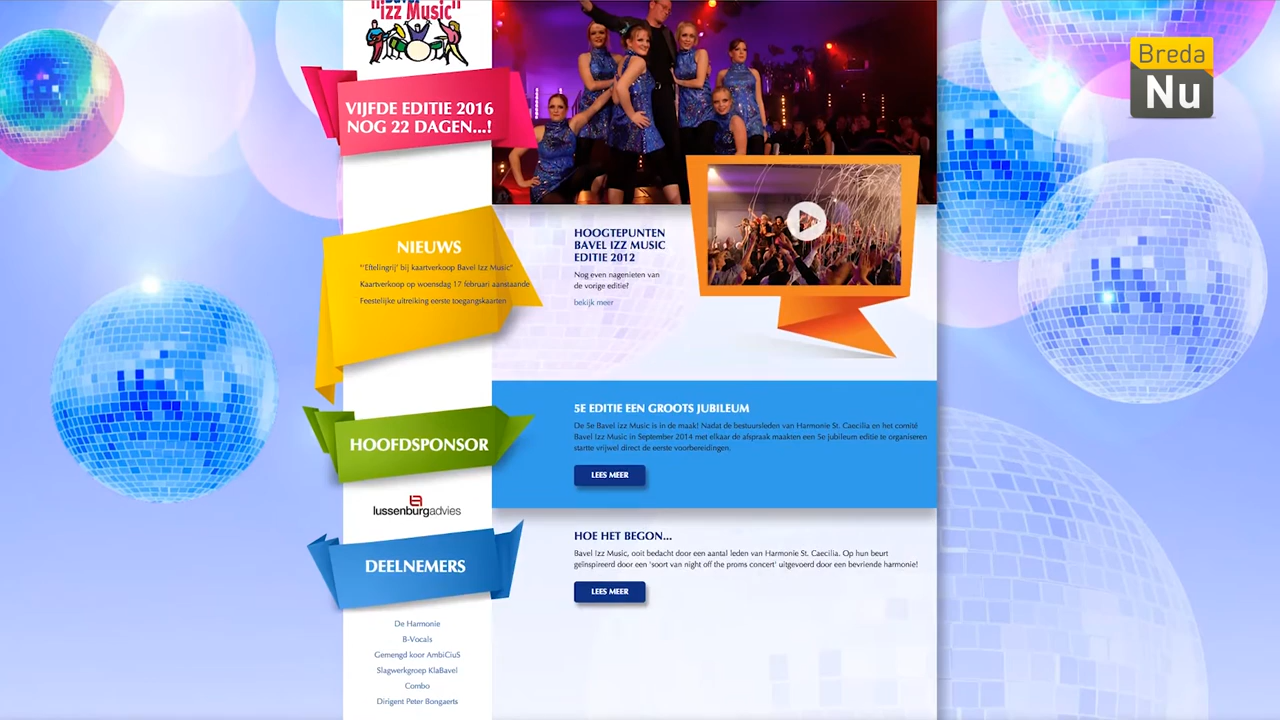 "Bavel
Izz Music"
VIJFDE EDITIE 2016
NOG 22 DAGEN...!
NIEUWS
"'Eftelingrij' bij kaartverkoop Bavel Izz Music"
Kaartverkoop op woensdag 17 februari aanstaande
Feestelijke uitreiking eerste toegangskaarten
HOOFDSPONSOR
lussenburgadvies
DEELNEMERS
De Harmonie
B-Vocals
Gemengd koor AmbiCiuS
Slagwerkgroep KlaBavel
Combo
Dirigent Peter Bongaerts
HOOGTEPUNTEN
BAVEL IZZ MUSIC
EDITIE 2012
Nog even nagenieten van
de vorige editie?
bekijk meer
5E EDITIE EEN GROOTS JUBILEUM
De 5e Bavel izz Music is in de maak! Nadat de bestuursleden van Harmonie St. Caecilia en het comité
Bavel Izz Music in September 2014 met elkaar de afspraak maakten een 5e jubileum editie te organiseren
startte vrijwel direct de eerste voorbereidingen.
LEES MEER
HOE HET BEGON...
Bavel Izz Music, ooit bedacht door een aantal leden van Harmonie St. Caecilia. Op hun beurt
geïnspireerd door een 'soort van night off the proms concert' uitgevoerd door een bevriende harmonie!
LEES MEER
Breda
Nu